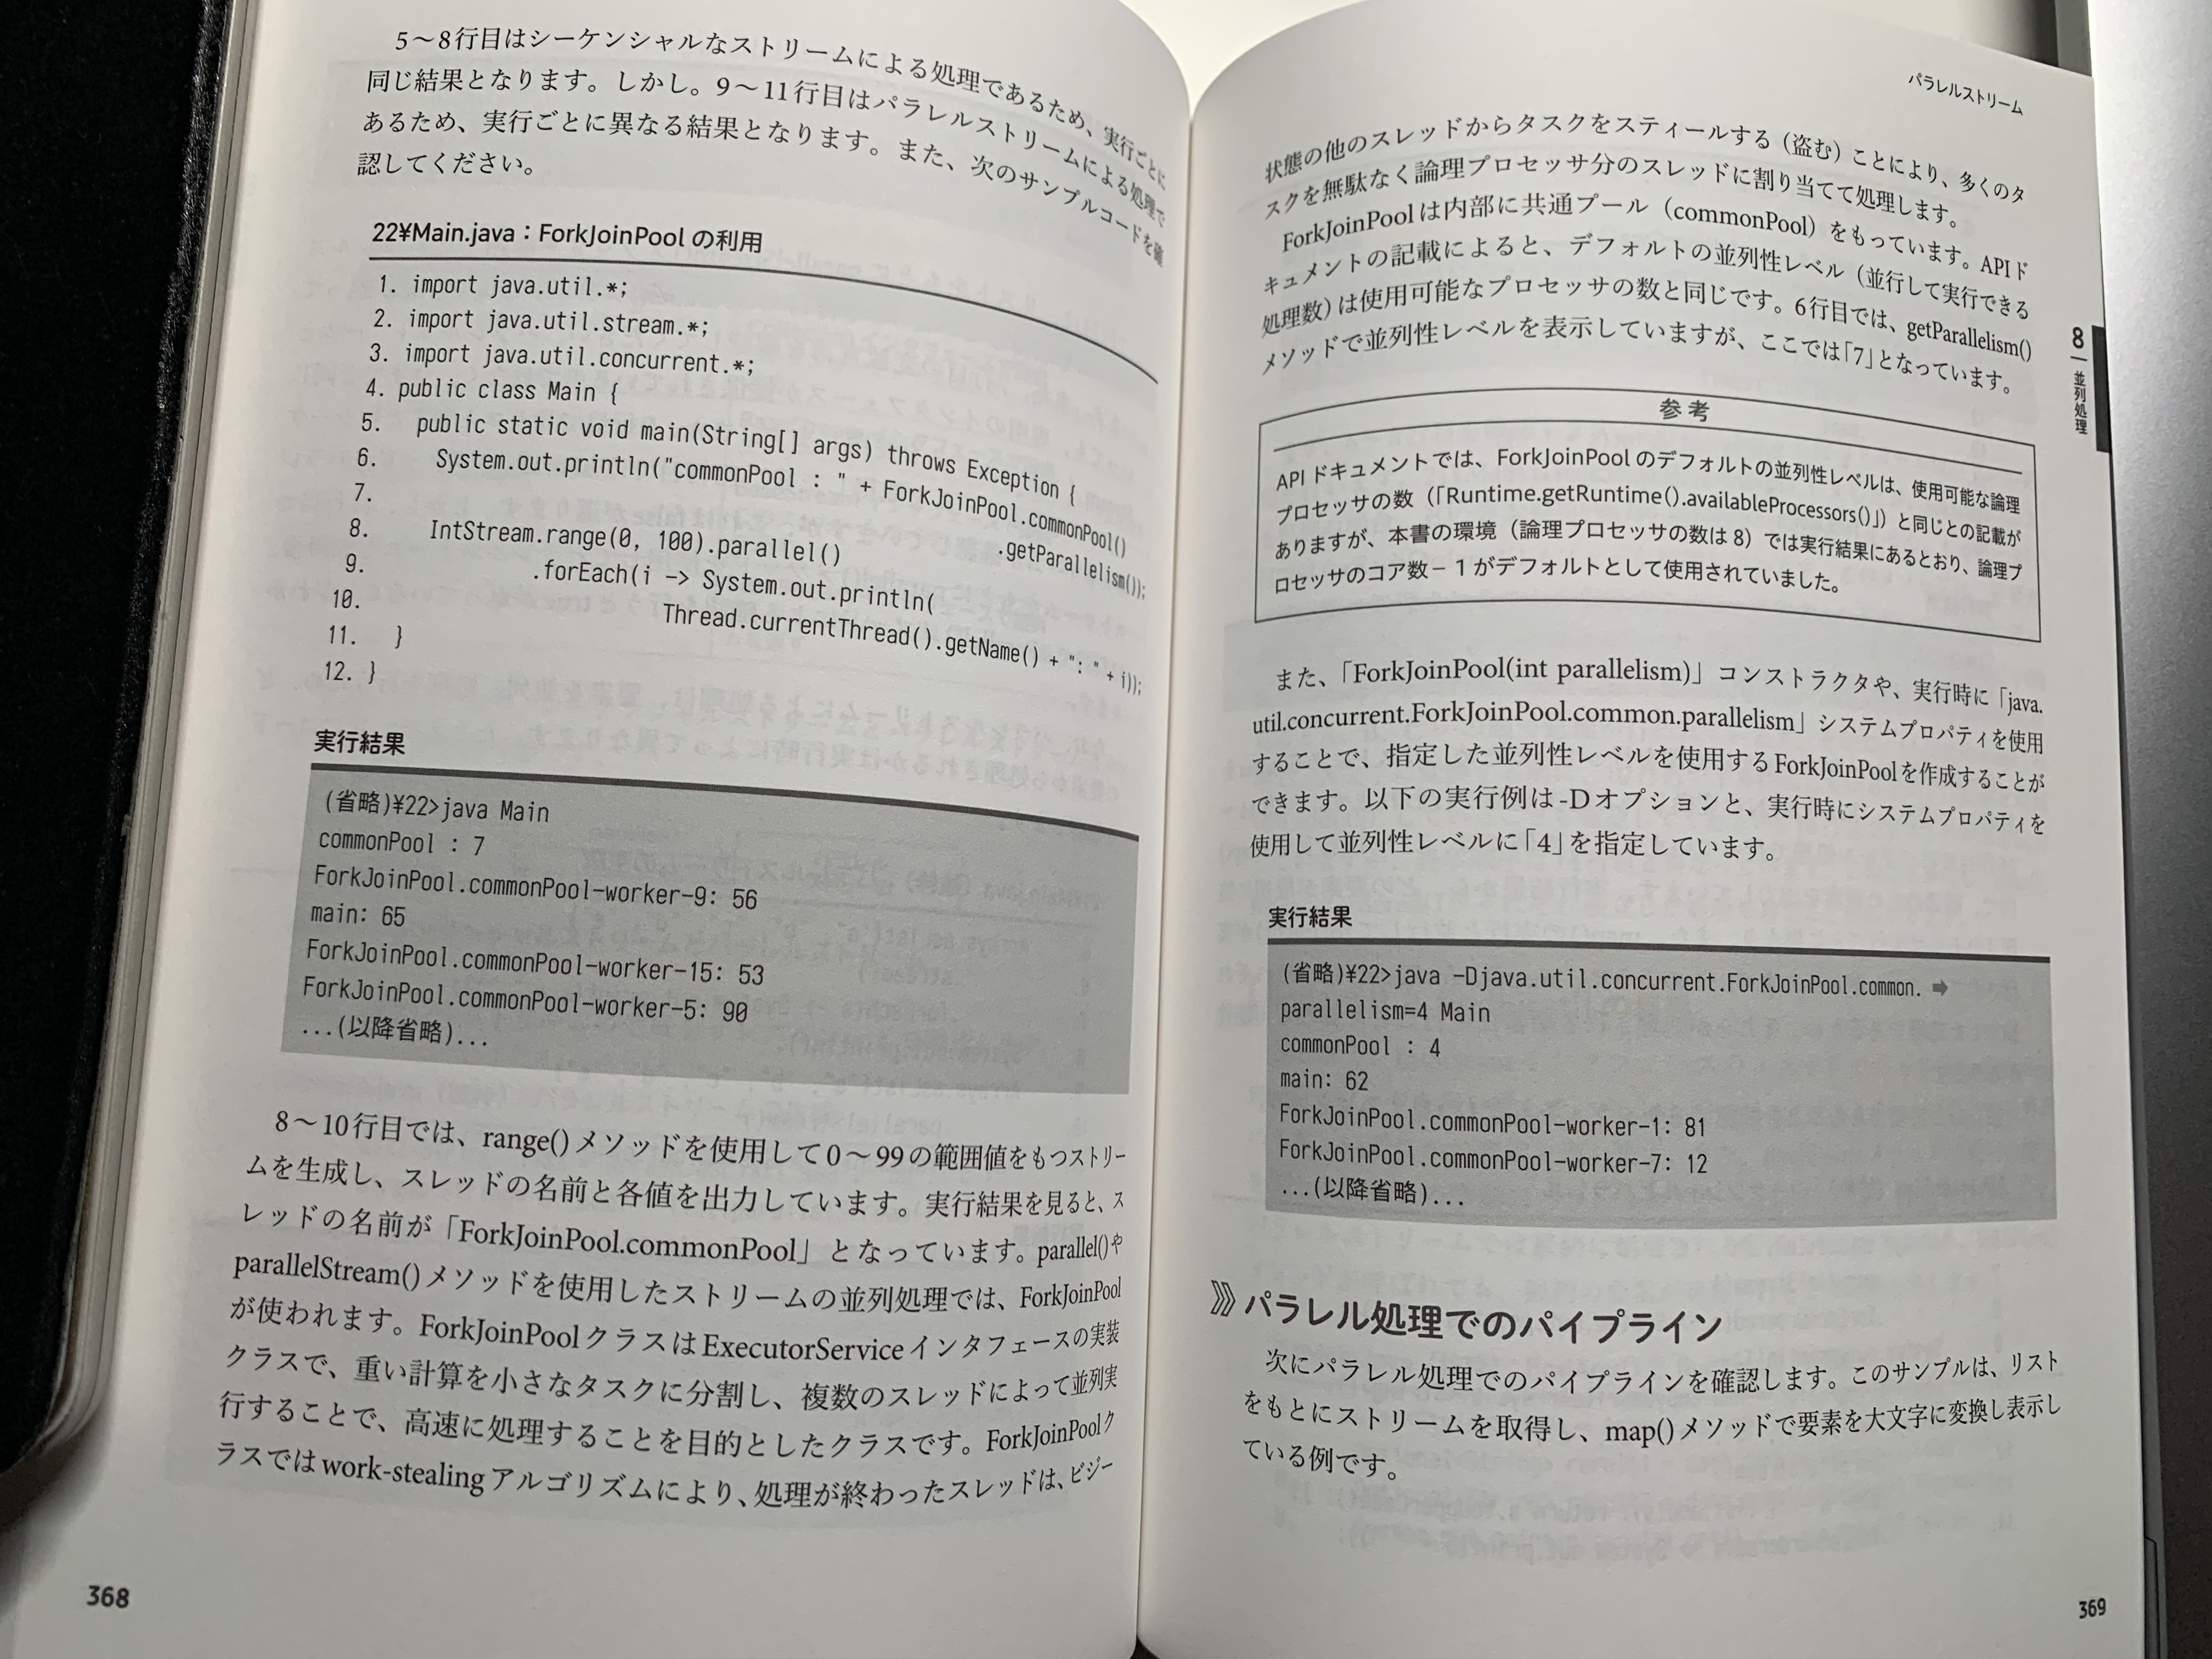 5～8行目はシーケンシャルなストリームによる処理であるため、実行ごとに
同じ結果となります。しかし。9～11行目はパラレルストリームによる処理で
あるため、実行ごとに異なる結果となります。また、次のサンプルコードを確
認してください。
22¥Main.java：ForkJoinPool の利用
1. import java.util.*;
2. import java.util.stream.*;
3. import java.util.concurrent.*;
4. public class Main {
5. public static void main(String[] args) throws Exception {
6. System.out.println("commonPool : " + ForkJoinPool.commonPool()
7. .getParallelism());
8. IntStream.range(0, 100).parallel()
9. .forEach(i -> System.out.println(
10. Thread.currentThread().getName() + ": " + i));
11. }
12. }
実行結果
(省略)¥22>java Main
commonPool : 7
ForkJoinPool.commonPool-worker-9: 56
main: 65
ForkJoinPool.commonPool-worker-15: 53
ForkJoinPool.commonPool-worker-5: 90
...(以降省略)...
8～10行目では、range()メソッドを使用して0～99の範囲値をもつストリー
ムを生成し、スレッドの名前と各値を出力しています。実行結果を見ると、ス
レッドの名前が「ForkJoinPool.commonPool」となっています。parallel()や
parallelStream()メソッドを使用したストリームの並列処理では、ForkJoinPool
が使われます。ForkJoinPoolクラスはExecutorServiceインタフェースの実装
クラスで、重い計算を小さなタスクに分割し、複数のスレッドによって並列実
行することで、高速に処理することを目的としたクラスです。ForkJoinPoolク
ラスではwork-stealingアルゴリズムにより、処理が終わったスレッドは、ビジー
368
パラレルストリーム
状態の他のスレッドからタスクをスティールする（盗む）ことにより、多くのタ
スクを無駄なく論理プロセッサ分のスレッドに割り当てて処理します。
ForkJoinPoolは内部に共通プール（commonPool）をもっています。APIド
キュメントの記載によると、デフォルトの並列性レベル（並行して実行できる
処理数）は使用可能なプロセッサの数と同じです。6行目では、getParallelism()
メソッドで並列性レベルを表示していますが、ここでは「7」となっています。
8 並列処理
参考
API ドキュメントでは、ForkJoinPool のデフォルトの並列性レベルは、使用可能な論理
プロセッサの数（「Runtime.getRuntime().availableProcessors()」）と同じとの記載が
ありますが、本書の環境（論理プロセッサの数は 8）では実行結果にあるとおり、論理プ
ロセッサのコア数－１がデフォルトとして使用されていました。
また、「ForkJoinPool(int parallelism)」コンストラクタや、実行時に「java.
util.concurrent.ForkJoinPool.common.parallelism」システムプロパティを使用
することで、指定した並列性レベルを使用するForkJoinPoolを作成することが
できます。以下の実行例は-Dオプションと、実行時にシステムプロパティを
使用して並列性レベルに「4」を指定しています。
実行結果
(省略)¥22>java -Djava.util.concurrent.ForkJoinPool.common. ➡
parallelism=4 Main
commonPool : 4
main: 62
ForkJoinPool.commonPool-worker-1: 81
ForkJoinPool.commonPool-worker-7: 12
...(以降省略)...
パラレル処理でのパイプライン
次にパラレル処理でのパイプラインを確認します。このサンプルは、リスト
をもとにストリームを取得し、map()メソッドで要素を大文字に変換し表示し
ている例です。
369